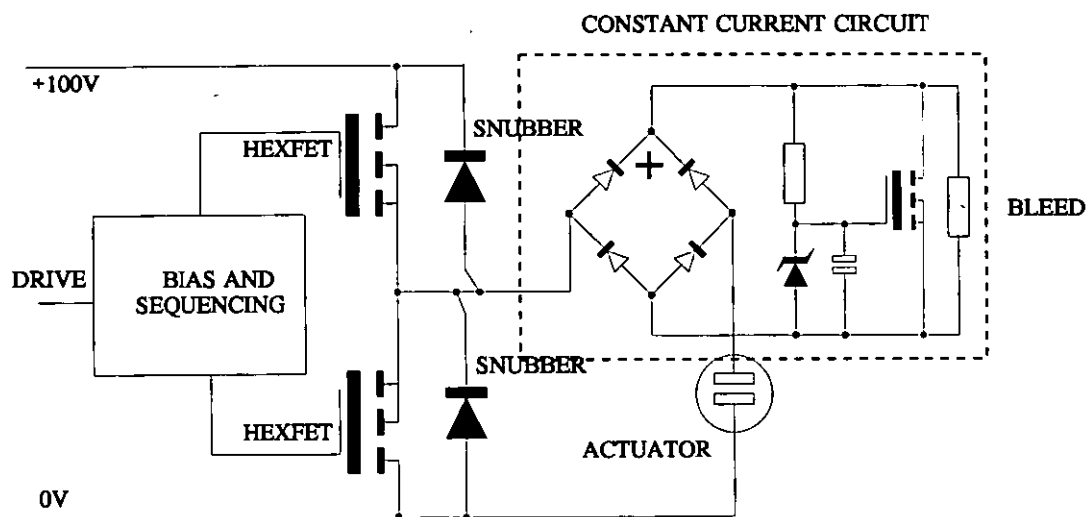 CONSTANT CURRENT CIRCUIT
+100V
SNUBBER
HEXFET
BLEED
DRIVE
BIAS AND
SEQUENCING
SNUBBER
HEXFET
ACTUATOR
0V